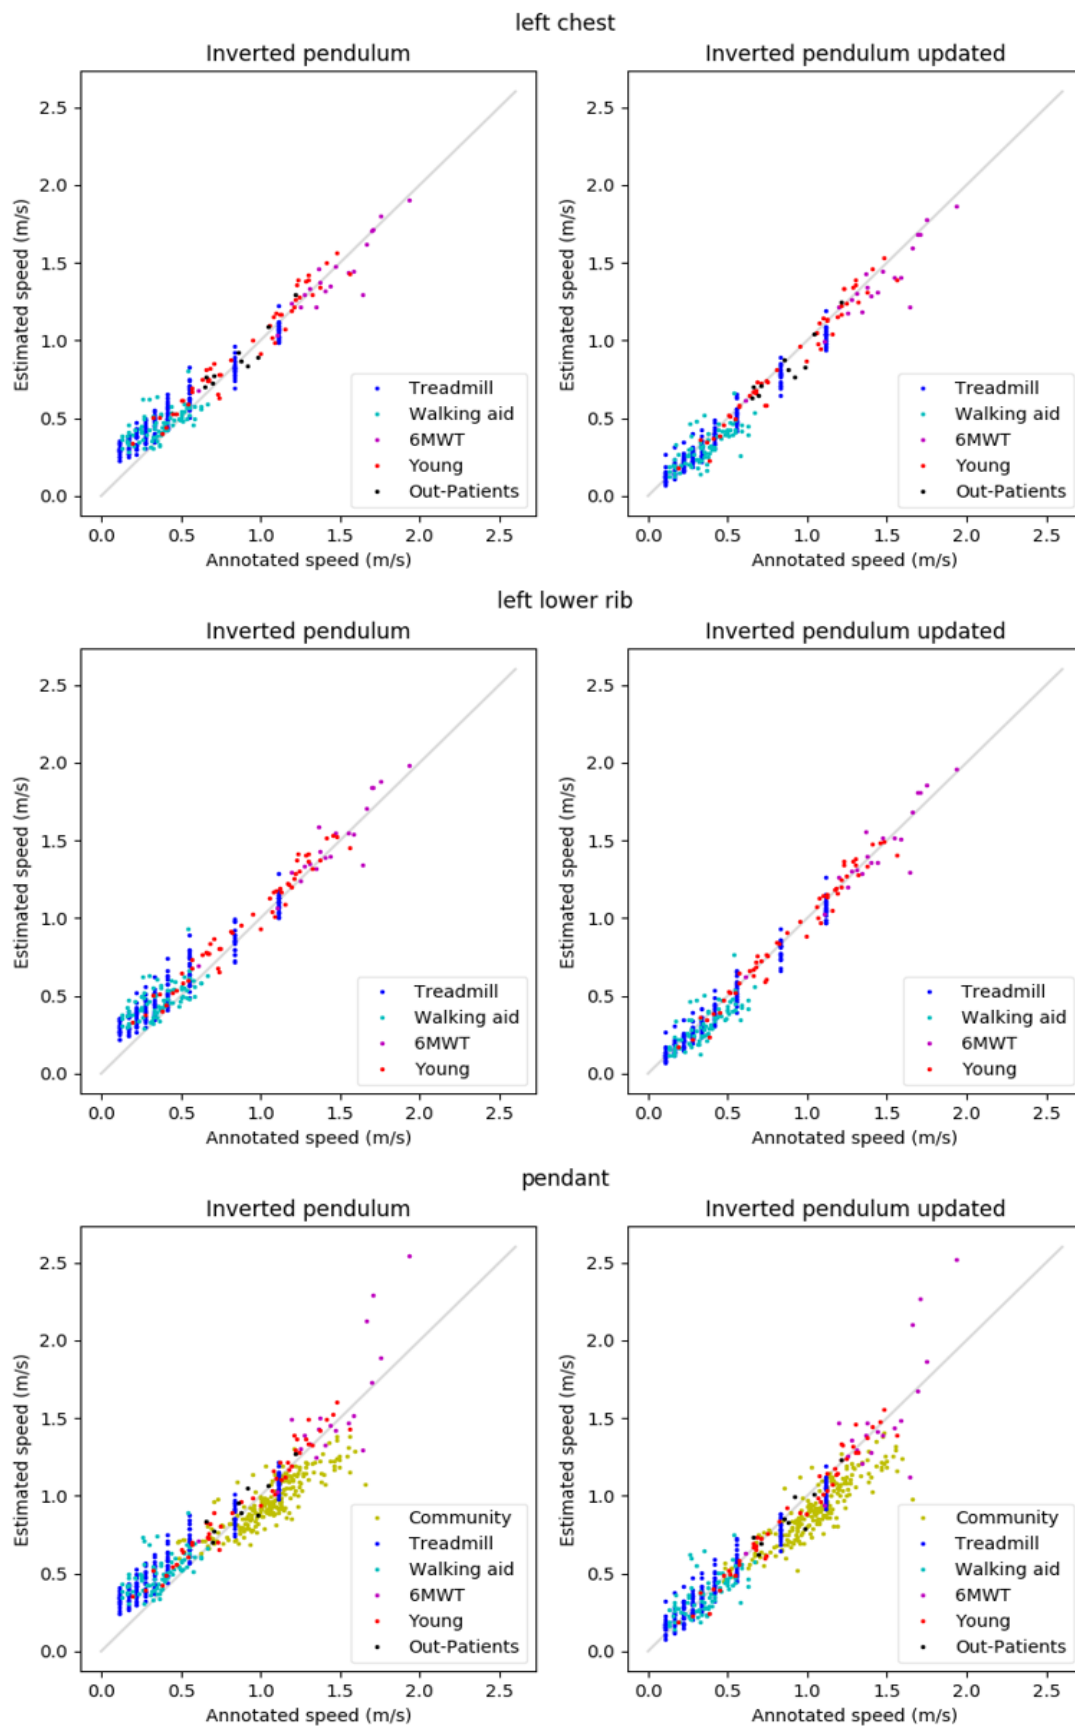 left chest
Inverted pendulum
Inverted pendulum updated
2.5
2.0
1.5
1.0
0.5
0.0
Estimated speed (m/s)
Treadmill
Walking aid
6MWT
Young
Out-Patients
0.0 0.5 1.0 1.5 2.0 2.5
Annotated speed (m/s)
2.5
2.0
1.5
1.0
0.5
0.0
Estimated speed (m/s)
Treadmill
Walking aid
6MWT
Young
Out-Patients
0.0 0.5 1.0 1.5 2.0 2.5
Annotated speed (m/s)
left lower rib
Inverted pendulum
Inverted pendulum updated
2.5
2.0
1.5
1.0
0.5
0.0
Estimated speed (m/s)
Treadmill
Walking aid
6MWT
Young
0.0 0.5 1.0 1.5 2.0 2.5
Annotated speed (m/s)
2.5
2.0
1.5
1.0
0.5
0.0
Estimated speed (m/s)
Treadmill
Walking aid
6MWT
Young
0.0 0.5 1.0 1.5 2.0 2.5
Annotated speed (m/s)
pendant
Inverted pendulum
Inverted pendulum updated
2.5
2.0
1.5
1.0
0.5
0.0
Estimated speed (m/s)
Community
Treadmill
Walking aid
6MWT
Young
Out-Patients
0.0 0.5 1.0 1.5 2.0 2.5
Annotated speed (m/s)
2.5
2.0
1.5
1.0
0.5
0.0
Estimated speed (m/s)
Community
Treadmill
Walking aid
6MWT
Young
Out-Patients
0.0 0.5 1.0 1.5 2.0 2.5
Annotated speed (m/s)